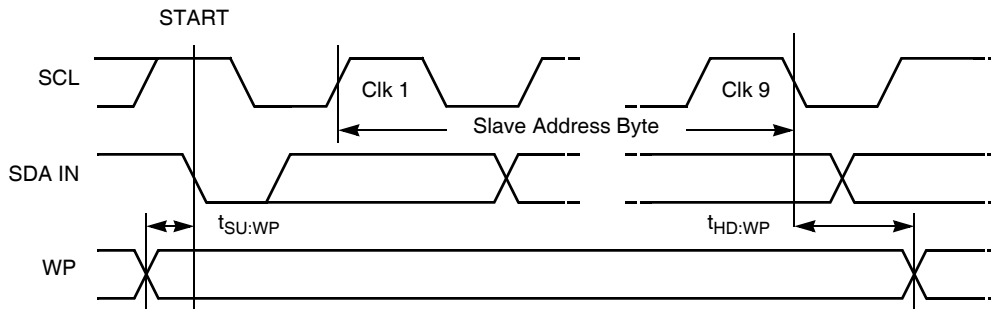 START
SCL
Clk 1
Clk 9
Slave Address Byte
SDA IN
tSU:WP
tHD:WP
WP